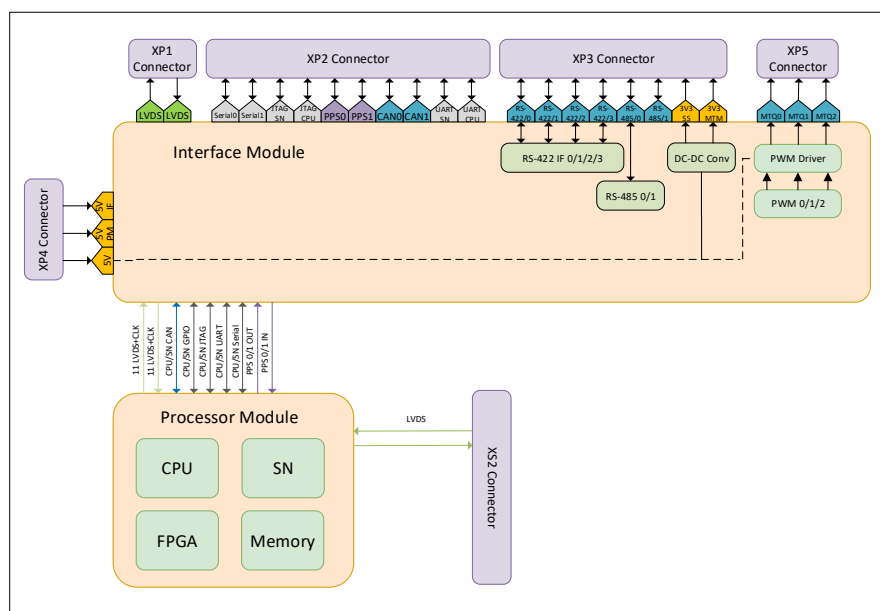 XP1
Connector
XP2 Connector
XP3 Connector
XP5
Connector
LVDS
LVDS
Serial0
Serial1
JTAG
SN
JTAG
CPU
PPS0
PPS1
CAN0
CAN1
UART
SN
UART
CPU
RS-
422/0
RS-
422/1
RS-
422/2
RS-
422/3
RS-
485/0
RS-
485/1
3V3
SS
3V3
MTM
MTQ0
MTQ1
MTQ2
Interface Module
RS-422 IF 0/1/2/3
DC-DC Conv
PWM Driver
RS-485 0/1
PWM 0/1/2
XP4 Connector
5V
IF
5V
PM
5V
11 LVDS+CLK
11 LVDS+CLK
CPU/SN CAN
CPU/SN GPIO
CPU/SN JTAG
CPU/SN UART
CPU/SN Serial
PPS 0/1 OUT
PPS 0/1 IN
Processor Module
LVDS
XS2 Connector
CPU
SN
FPGA
Memory